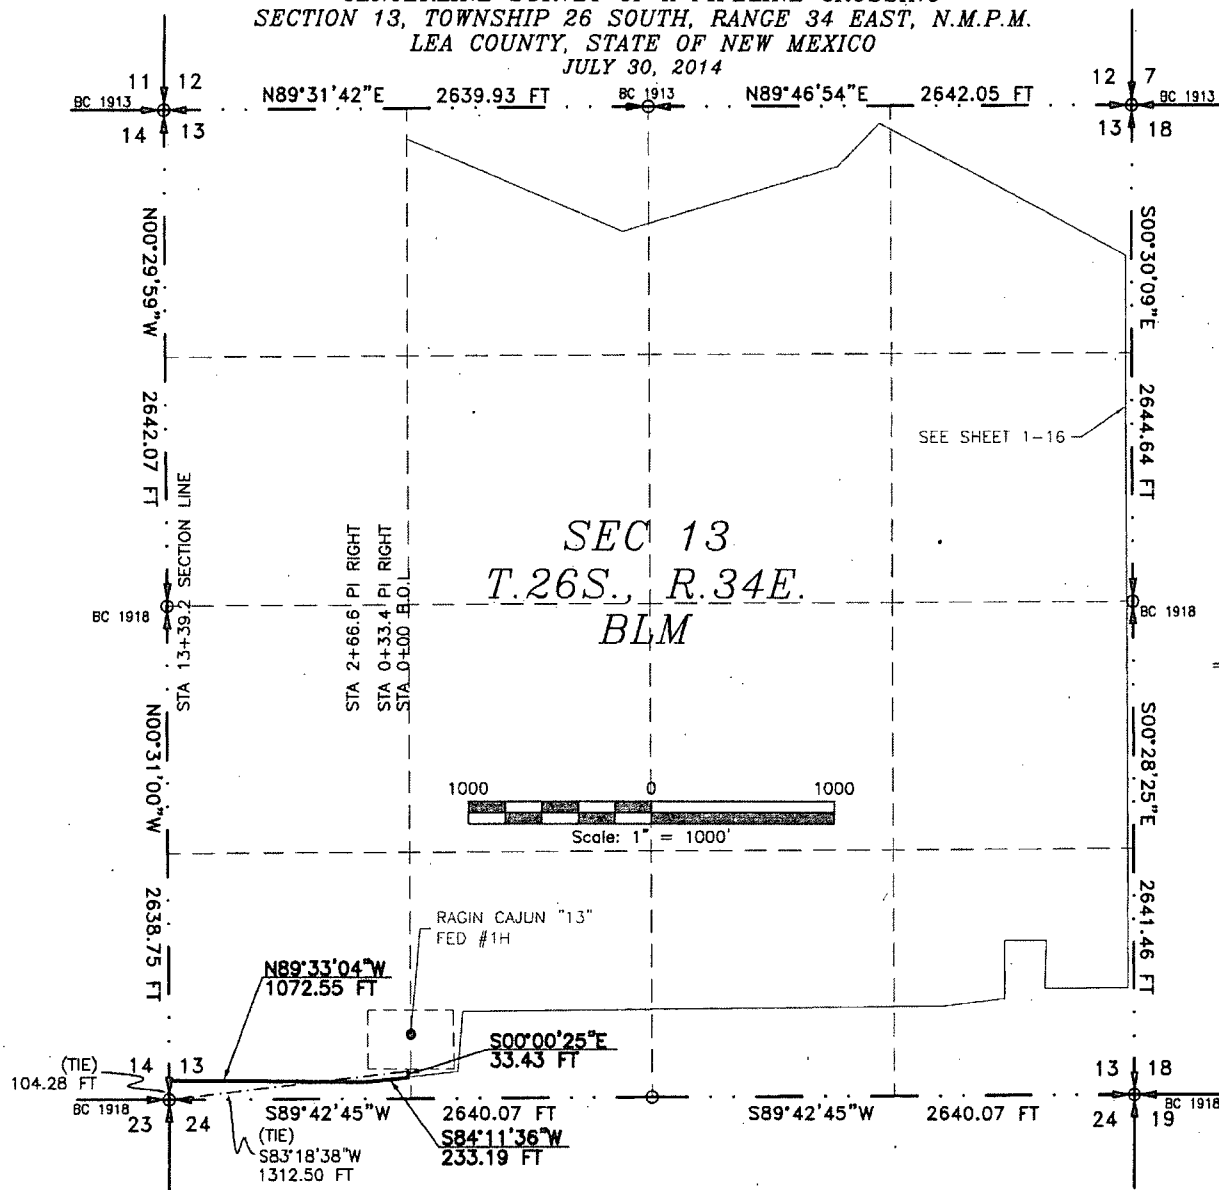 SECTION 13, TOWNSHIP 26 SOUTH, RANGE 34 EAST, N.M.P.M.
LEA COUNTY, STATE OF NEW MEXICO
JULY 30, 2014
11 12
BC 1913
14 13
N89°31'42"E 2639.93 FT
BC 1913
N89°46'54"E 2642.05 FT
12 7
BC 1913
13 18
N00°29'59"W
2642.07 FT
S00°30'09"E
2644.64 FT
SEE SHEET 1-16
STA 13+39.2 SECTION LINE
STA 2+66.6 PI RIGHT
STA 0+33.4 PI RIGHT
STA 0+00 B.O.L
SEC 13
T.26S., R.34E.
BLM
BC 1918
BC 1918
N00°31'00"W
2638.75 FT
S00°28'25"E
2641.46 FT
1000 0 1000
Scale: 1" = 1000'
RAGIN CAJUN "13"
FED #1H
N89°33'04"W
1072.55 FT
S00°00'25"E
33.43 FT
(TIE)
104.28 FT
14 13
BC 1918
23 24
S89°42'45"W 2640.07 FT
S89°42'45"W 2640.07 FT
13 18
BC 1918
24 19
(TIE)
S83°18'38"W
1312.50 FT
S84°11'36"W
233.19 FT